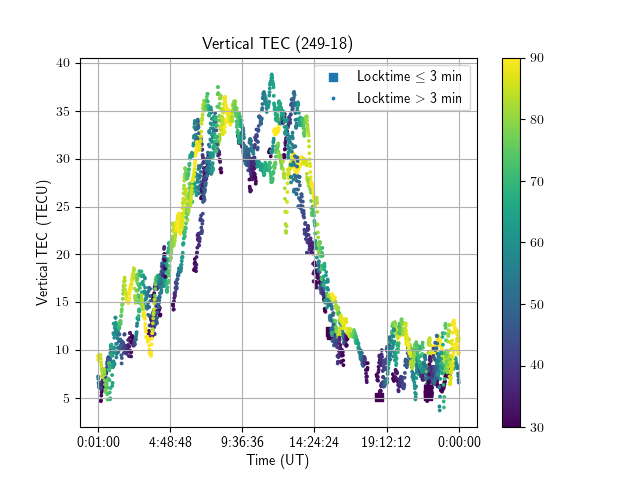 Vertical TEC (249-18)
Locktime ≤ 3 min
Locktime > 3 min
Vertical TEC (TECU)
40
35
30
25
20
15
10
5
0:01:00 4:48:48 9:36:36 14:24:24 19:12:12 0:00:00
Time (UT)
90
80
70
60
50
40
30